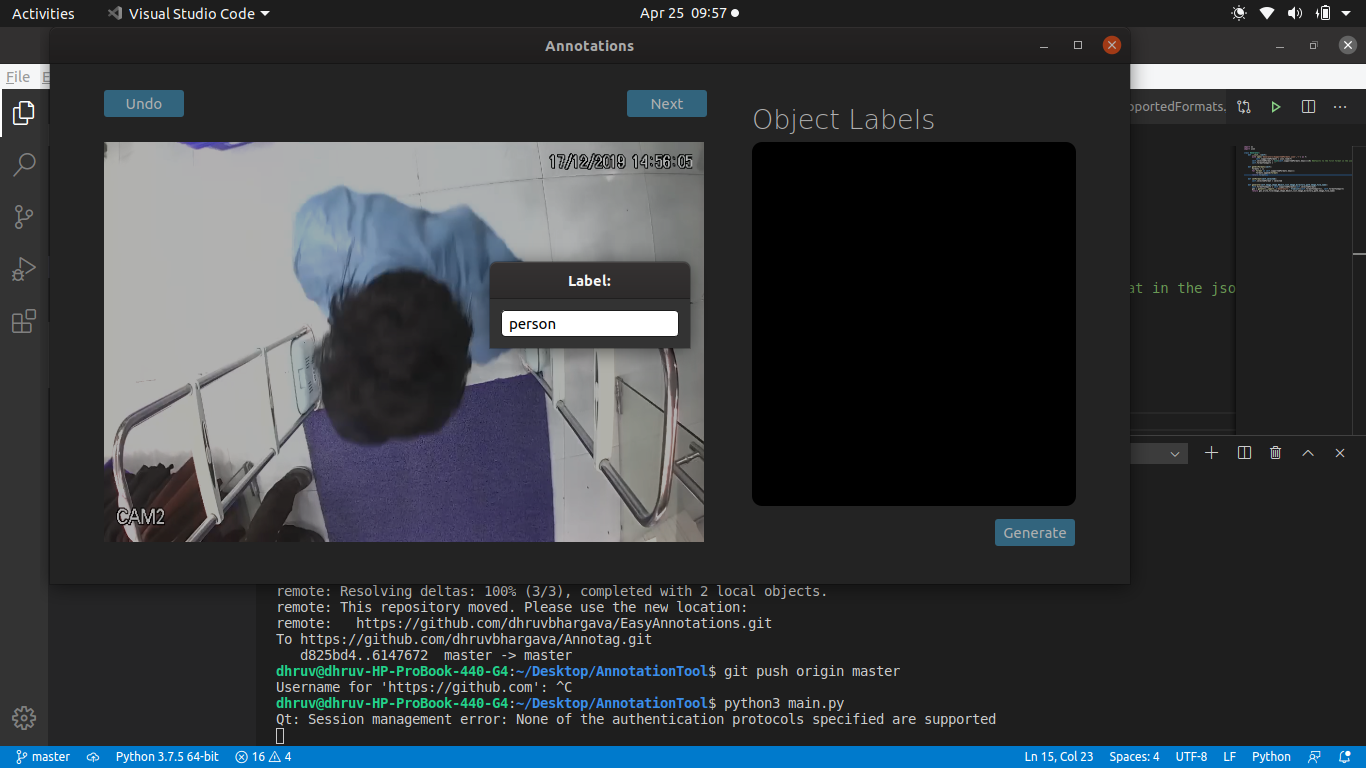 Activities
Visual Studio Code
Apr 25 09:57
Annotations
File
Undo
Next
Object Labels
portedFormats.
17/12/2019 14:56:05
Label:
person
at in the jso
CAM2
Generate
remote: Resolving deltas: 100% (3/3), completed with 2 local objects.
remote: This repository moved. Please use the new location:
remote:   https://github.com/dhruvbhargava/EasyAnnotations.git
To https://github.com/dhruvbhargava/Annotag.git
   d825bd4..6147672  master -> master
dhruv@dhruv-HP-ProBook-440-G4:~/Desktop/AnnotationTool$ git push origin master
Username for 'https://github.com': ^C
dhruv@dhruv-HP-ProBook-440-G4:~/Desktop/AnnotationTool$ python3 main.py
Qt: Session management error: None of the authentication protocols specified are supported
master
Python 3.7.5 64-bit
16
4
Ln 15, Col 23
Spaces: 4
UTF-8
LF
Python